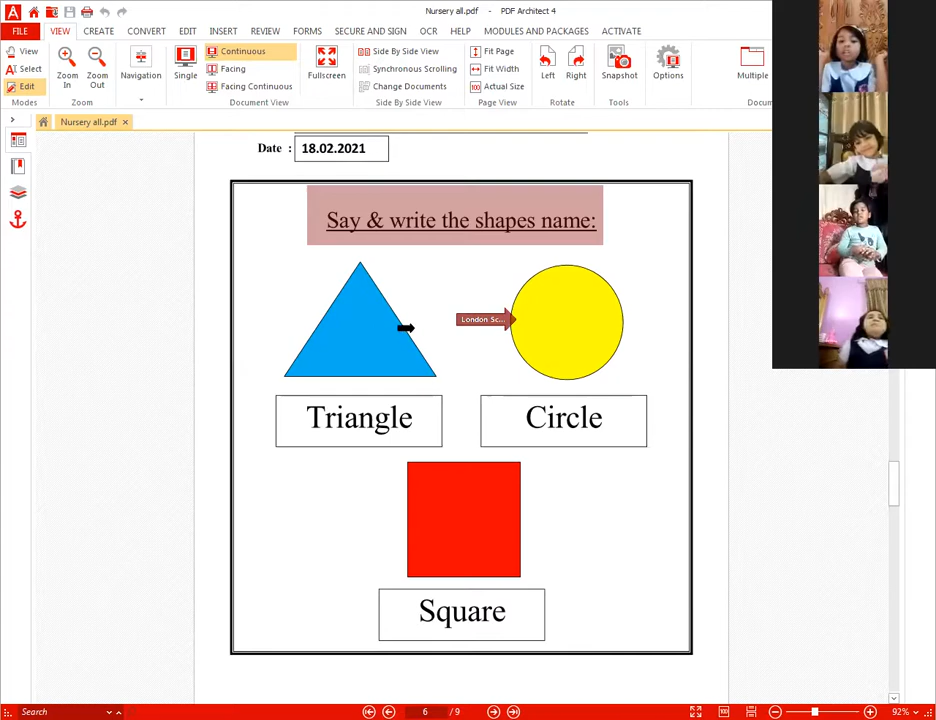 Nursery all.pdf - PDF Architect 4
FILE VIEW CREATE CONVERT EDIT INSERT REVIEW FORMS SECURE AND SIGN OCR HELP MODULES AND PACKAGES ACTIVATE
View
Select
Edit
Modes
Zoom In
Zoom Out
Zoom
Navigation
Single
Continuous
Facing
Facing Continuous
Document View
Fullscreen
Side By Side View
Synchronous Scrolling
Change Documents
Side By Side View
Fit Page
Fit Width
100 Actual Size
Page View
Left
Right
Rotate
Snapshot
Tools
Options
Multiple
Docum
Nursery all.pdf ×
Date : 18.02.2021
Say & write the shapes name:
London Sc...
Triangle Circle
Square
Search 6 / 9 100 92%